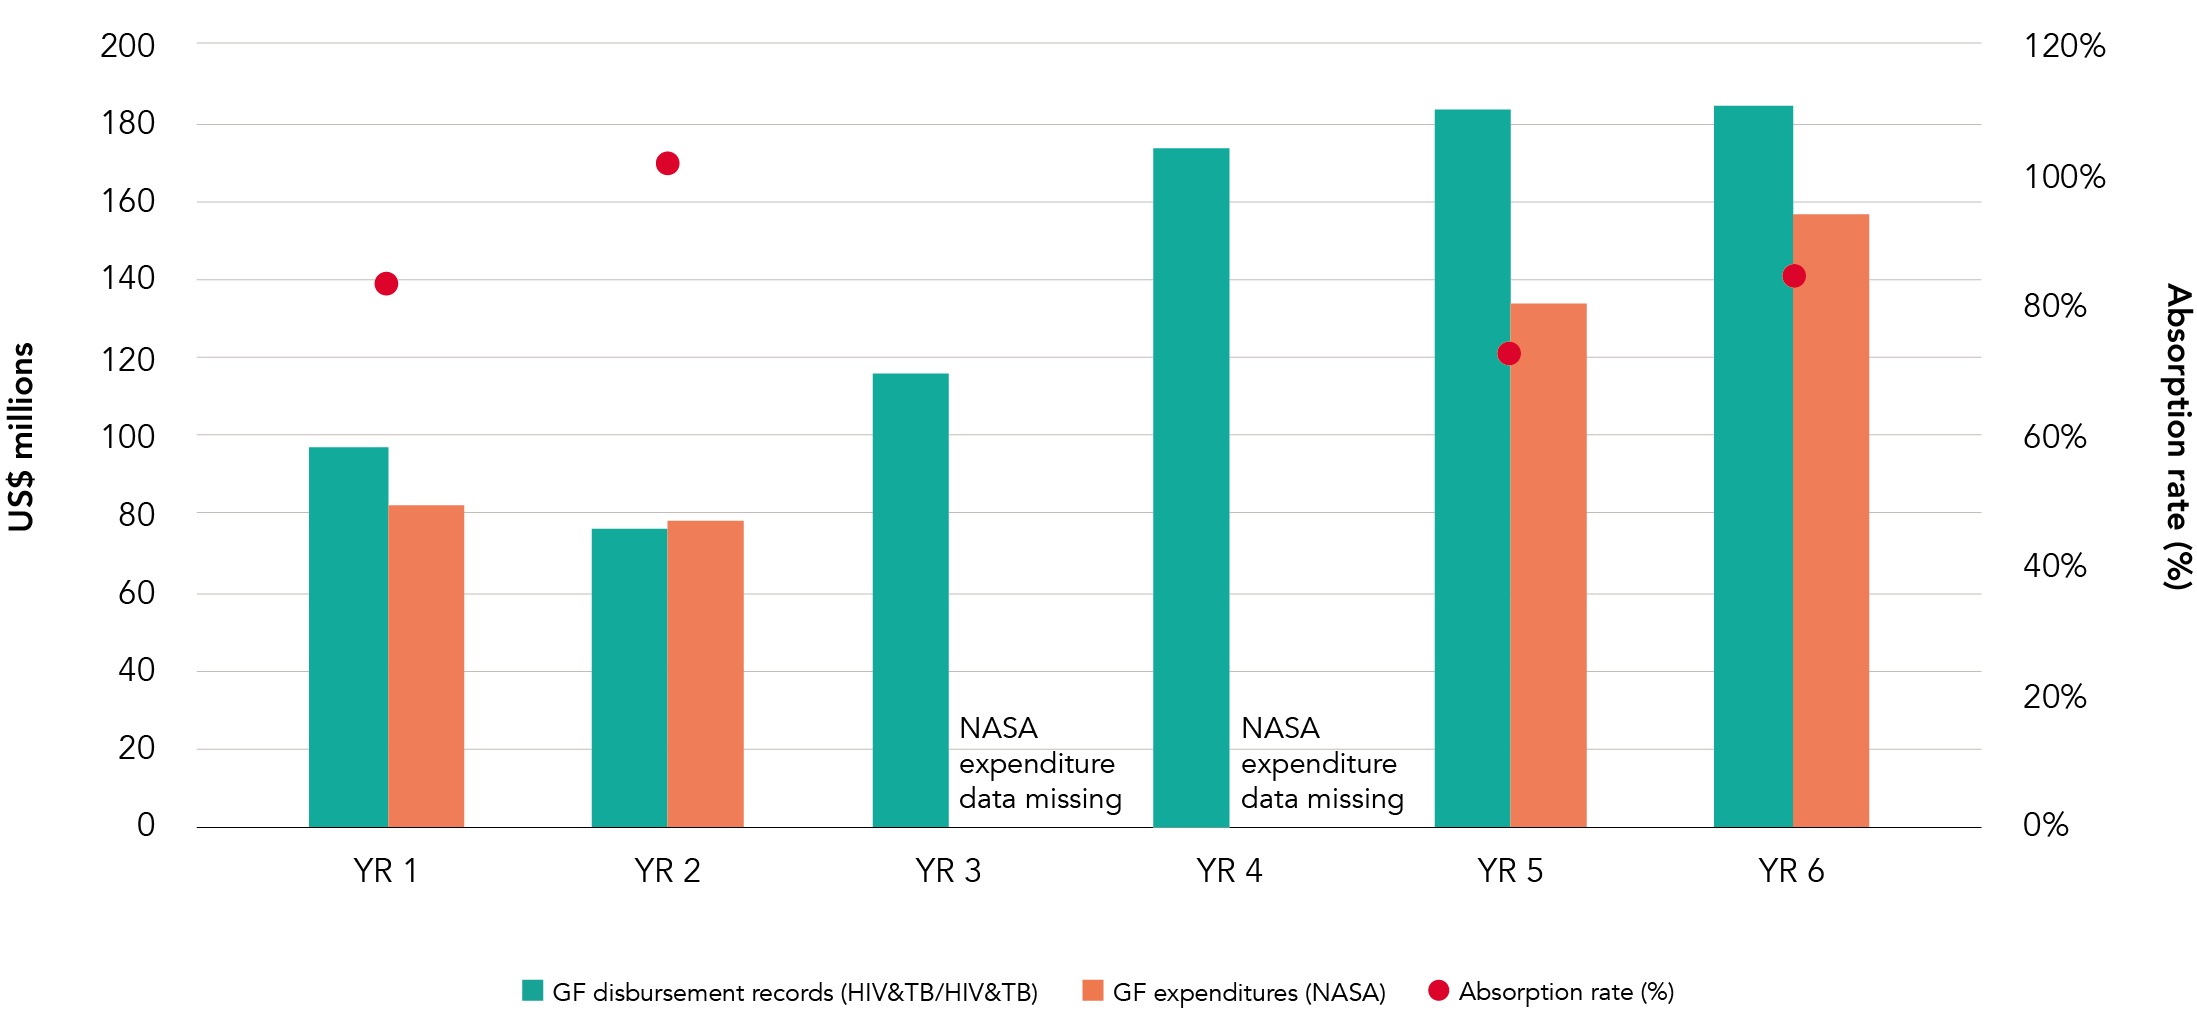 200
180
160
140
120
100
80
60
40
20
0
US$ millions
120%
100%
80%
60%
40%
20%
0%
Absorption rate (%)
NASA
expenditure
data missing
NASA
expenditure
data missing
YR 1
YR 2
YR 3
YR 4
YR 5
YR 6
GF disbursement records (HIV&TB/HIV&TB)
GF expenditures (NASA)
Absorption rate (%)